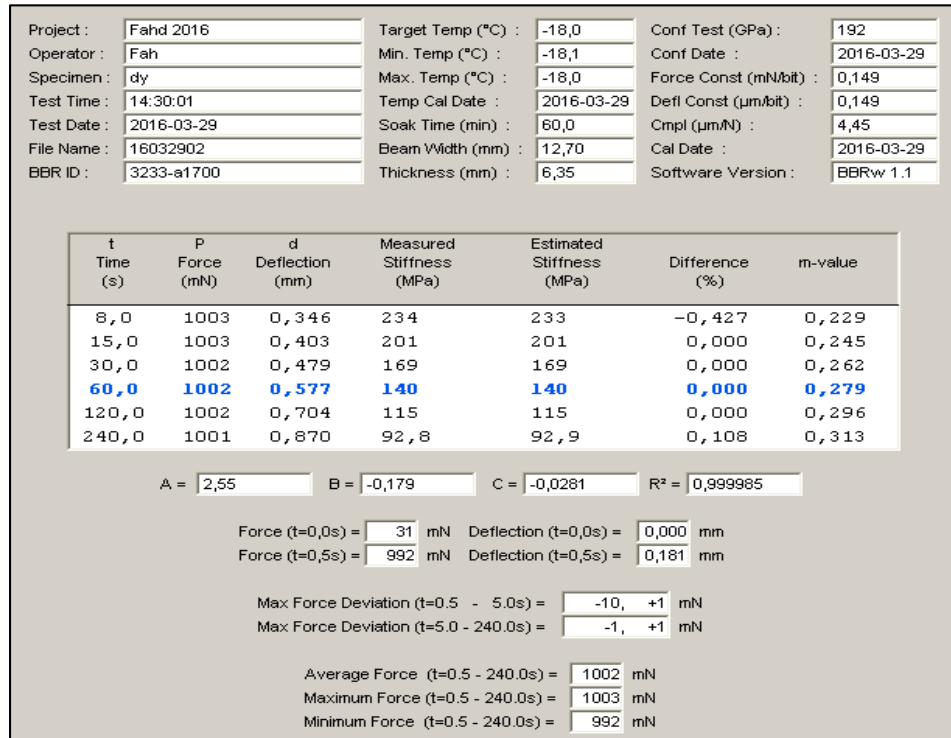 Project : Fahd 2016 Target Temp (°C) : -18,0 Conf Test (GPa) : 192
Operator : Fah Min. Temp (°C) : -18,1 Conf Date : 2016-03-29
Specimen : dy Max. Temp (°C) : -18,0 Force Const (mN/bit) : 0,149
Test Time : 14:30:01 Temp Cal Date : 2016-03-29 Defl Const (µm/bit) : 0,149
Test Date : 2016-03-29 Soak Time (min) : 60,0 Cmpl (µm/N) : 4,45
File Name : 16032902 Beam Width (mm) : 12,70 Cal Date : 2016-03-29
BBR ID : 3233-a1700 Thickness (mm) : 6,35 Software Version : BBRw 1.1
t P d Measured Estimated
Time Force Deflection Stiffness Stiffness Difference m-value
(s) (mN) (mm) (MPa) (MPa) (%)
8,0 1003 0,346 234 233 -0,427 0,229
15,0 1003 0,403 201 201 0,000 0,245
30,0 1002 0,479 169 169 0,000 0,262
60,0 1002 0,577 140 140 0,000 0,279
120,0 1002 0,704 115 115 0,000 0,296
240,0 1001 0,870 92,8 92,9 0,108 0,313
A = 2,55 B = -0,179 C = -0,0281 R² = 0,999985
Force (t=0,0s) = 31 mN Deflection (t=0,0s) = 0,000 mm
Force (t=0,5s) = 992 mN Deflection (t=0,5s) = 0,181 mm
Max Force Deviation (t=0.5 - 5.0s) = -10, +1 mN
Max Force Deviation (t=5.0 - 240.0s) = -1, +1 mN
Average Force (t=0.5 - 240.0s) = 1002 mN
Maximum Force (t=0.5 - 240.0s) = 1003 mN
Minimum Force (t=0.5 - 240.0s) = 992 mN